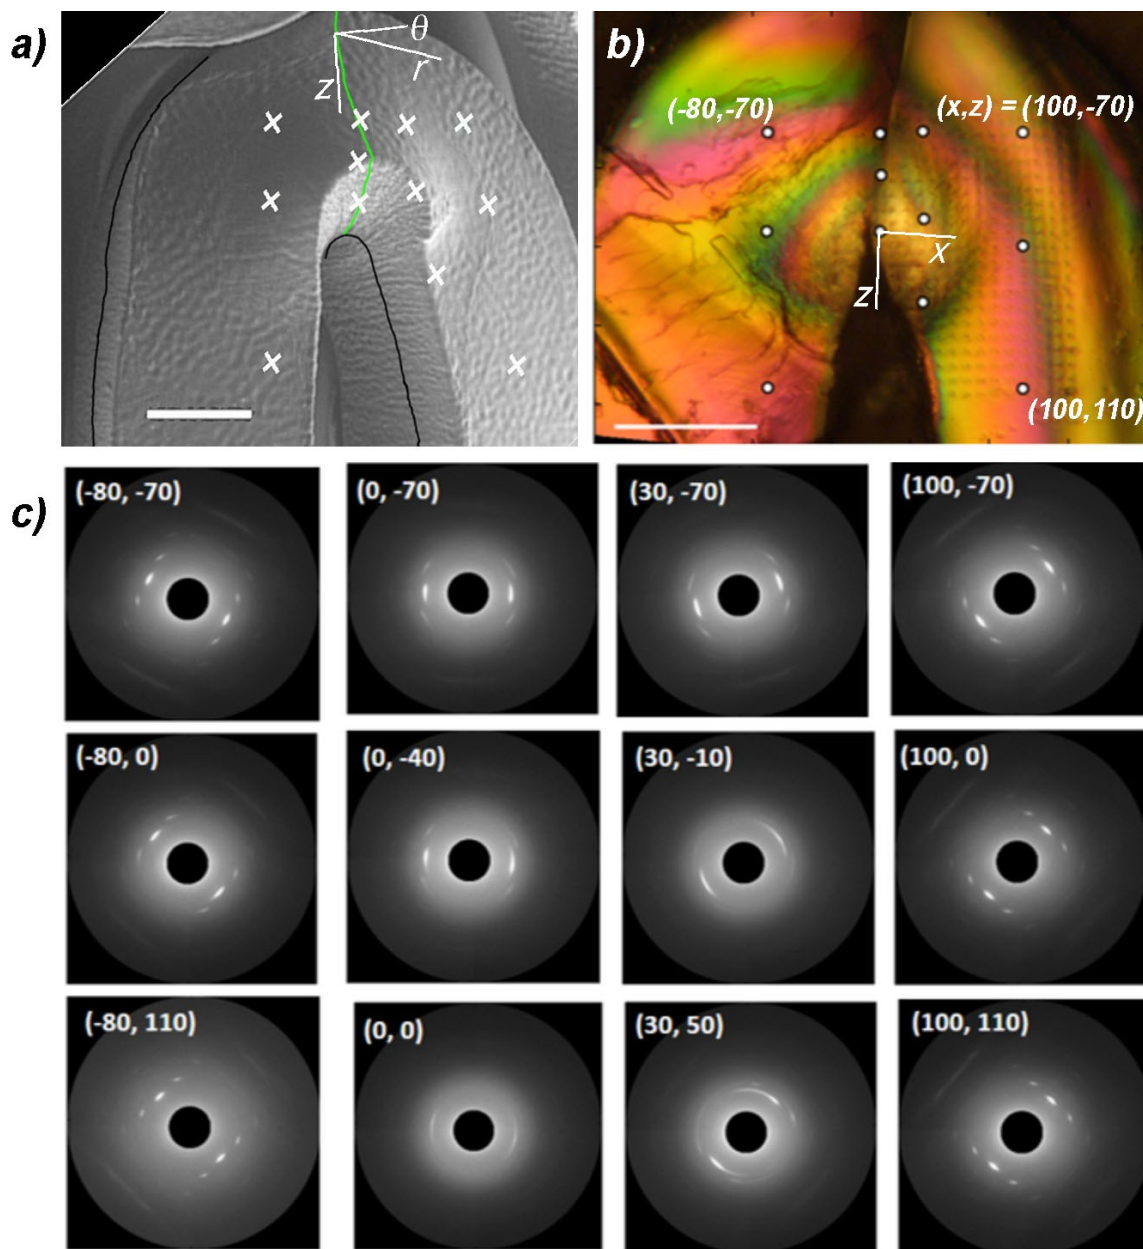 a)
θ
r
z
b)
(-80,-70)
(x,z) = (100,-70)
x
z
(100,110)
c)
(-80, -70)
(0, -70)
(30, -70)
(100, -70)
(-80, 0)
(0, -40)
(30, -10)
(100, 0)
(-80, 110)
(0, 0)
(30, 50)
(100, 110)